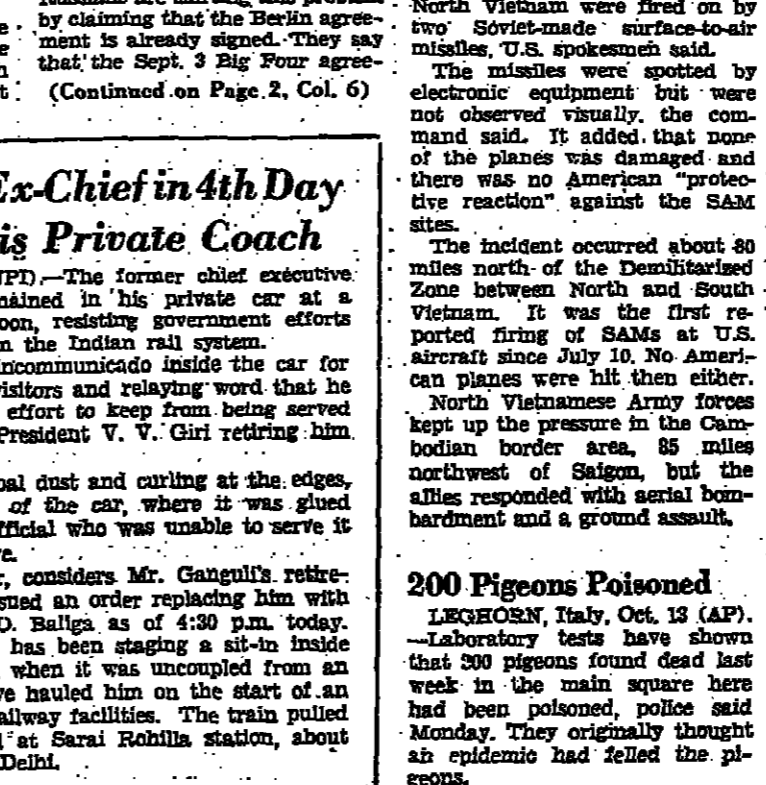 by claiming that the Berlin agree-
ment is already signed. They say
that the Sept. 3 Big Four agree-
(Continued on Page 2, Col. 6)
Ex-Chief in 4th Day
is Private Coach
UPI).—The former chief executive
mained in his private car at a
oon, resisting government efforts
m the Indian rail system.
incommunicado inside the car for
visitors and relaying word that he
effort to keep from being served
President V. V. Giri retiring him.
oal dust and curling at the edges,
of the car, where it was glued
fficial who was unable to serve it
re.
r, considers Mr. Ganguli's retire-
sued an order replacing him with
D. Baliga as of 4:30 p.m. today.
has been staging a sit-in inside
when it was uncoupled from an
ve hauled him on the start of an
ailway facilities. The train pulled
at Sarai Rohilla station, about
Delhi.
North Vietnam were fired on by
two Soviet-made surface-to-air
missiles, U.S. spokesmen said.
The missiles were spotted by
electronic equipment but were
not observed visually, the com-
mand said. It added that none
of the planes was damaged and
there was no American "protec-
tive reaction" against the SAM
sites.
The incident occurred about 80
miles north of the Demilitarized
Zone between North and South
Vietnam. It was the first re-
ported firing of SAMs at U.S.
aircraft since July 10. No Ameri-
can planes were hit then either.
North Vietnamese Army forces
kept up the pressure in the Cam-
bodian border area, 85 miles
northwest of Saigon, but the
allies responded with aerial bom-
bardment and a ground assault.
200 Pigeons Poisoned
LEGHORN, Italy, Oct. 13 (AP).
—Laboratory tests have shown
that 200 pigeons found dead last
week in the main square here
had been poisoned, police said
Monday. They originally thought
an epidemic had felled the pi-
geons.